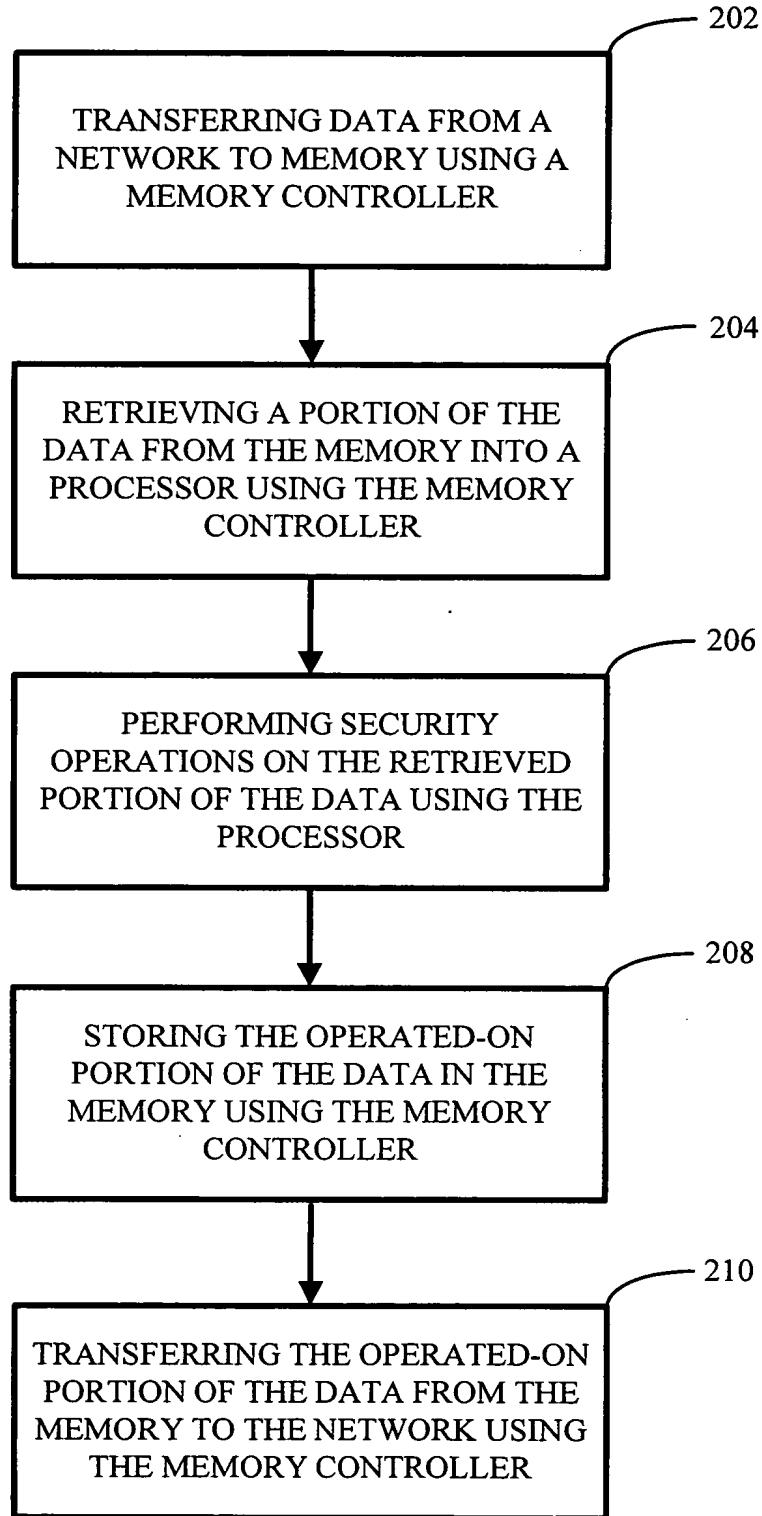 202
TRANSFERRING DATA FROM A
NETWORK TO MEMORY USING A
MEMORY CONTROLLER
204
RETRIEVING A PORTION OF THE
DATA FROM THE MEMORY INTO A
PROCESSOR USING THE MEMORY
CONTROLLER
206
PERFORMING SECURITY
OPERATIONS ON THE RETRIEVED
PORTION OF THE DATA USING THE
PROCESSOR
208
STORING THE OPERATED-ON
PORTION OF THE DATA IN THE
MEMORY USING THE MEMORY
CONTROLLER
210
TRANSFERRING THE OPERATED-ON
PORTION OF THE DATA FROM THE
MEMORY TO THE NETWORK USING
THE MEMORY CONTROLLER